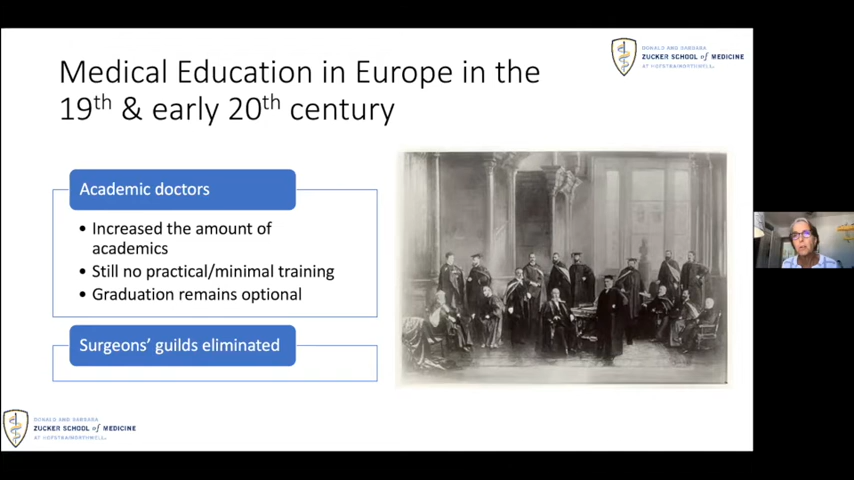 DONALD AND BARBARA
ZUCKER SCHOOL of MEDICINE
AT HOFSTRA/NORTHWELL
Medical Education in Europe in the
19th & early 20th century
Academic doctors
• Increased the amount of
academics
• Still no practical/minimal training
• Graduation remains optional
Surgeons' guilds eliminated
DONALD AND BARBARA
ZUCKER SCHOOL of MEDICINE
AT HOFSTRA/NORTHWELL